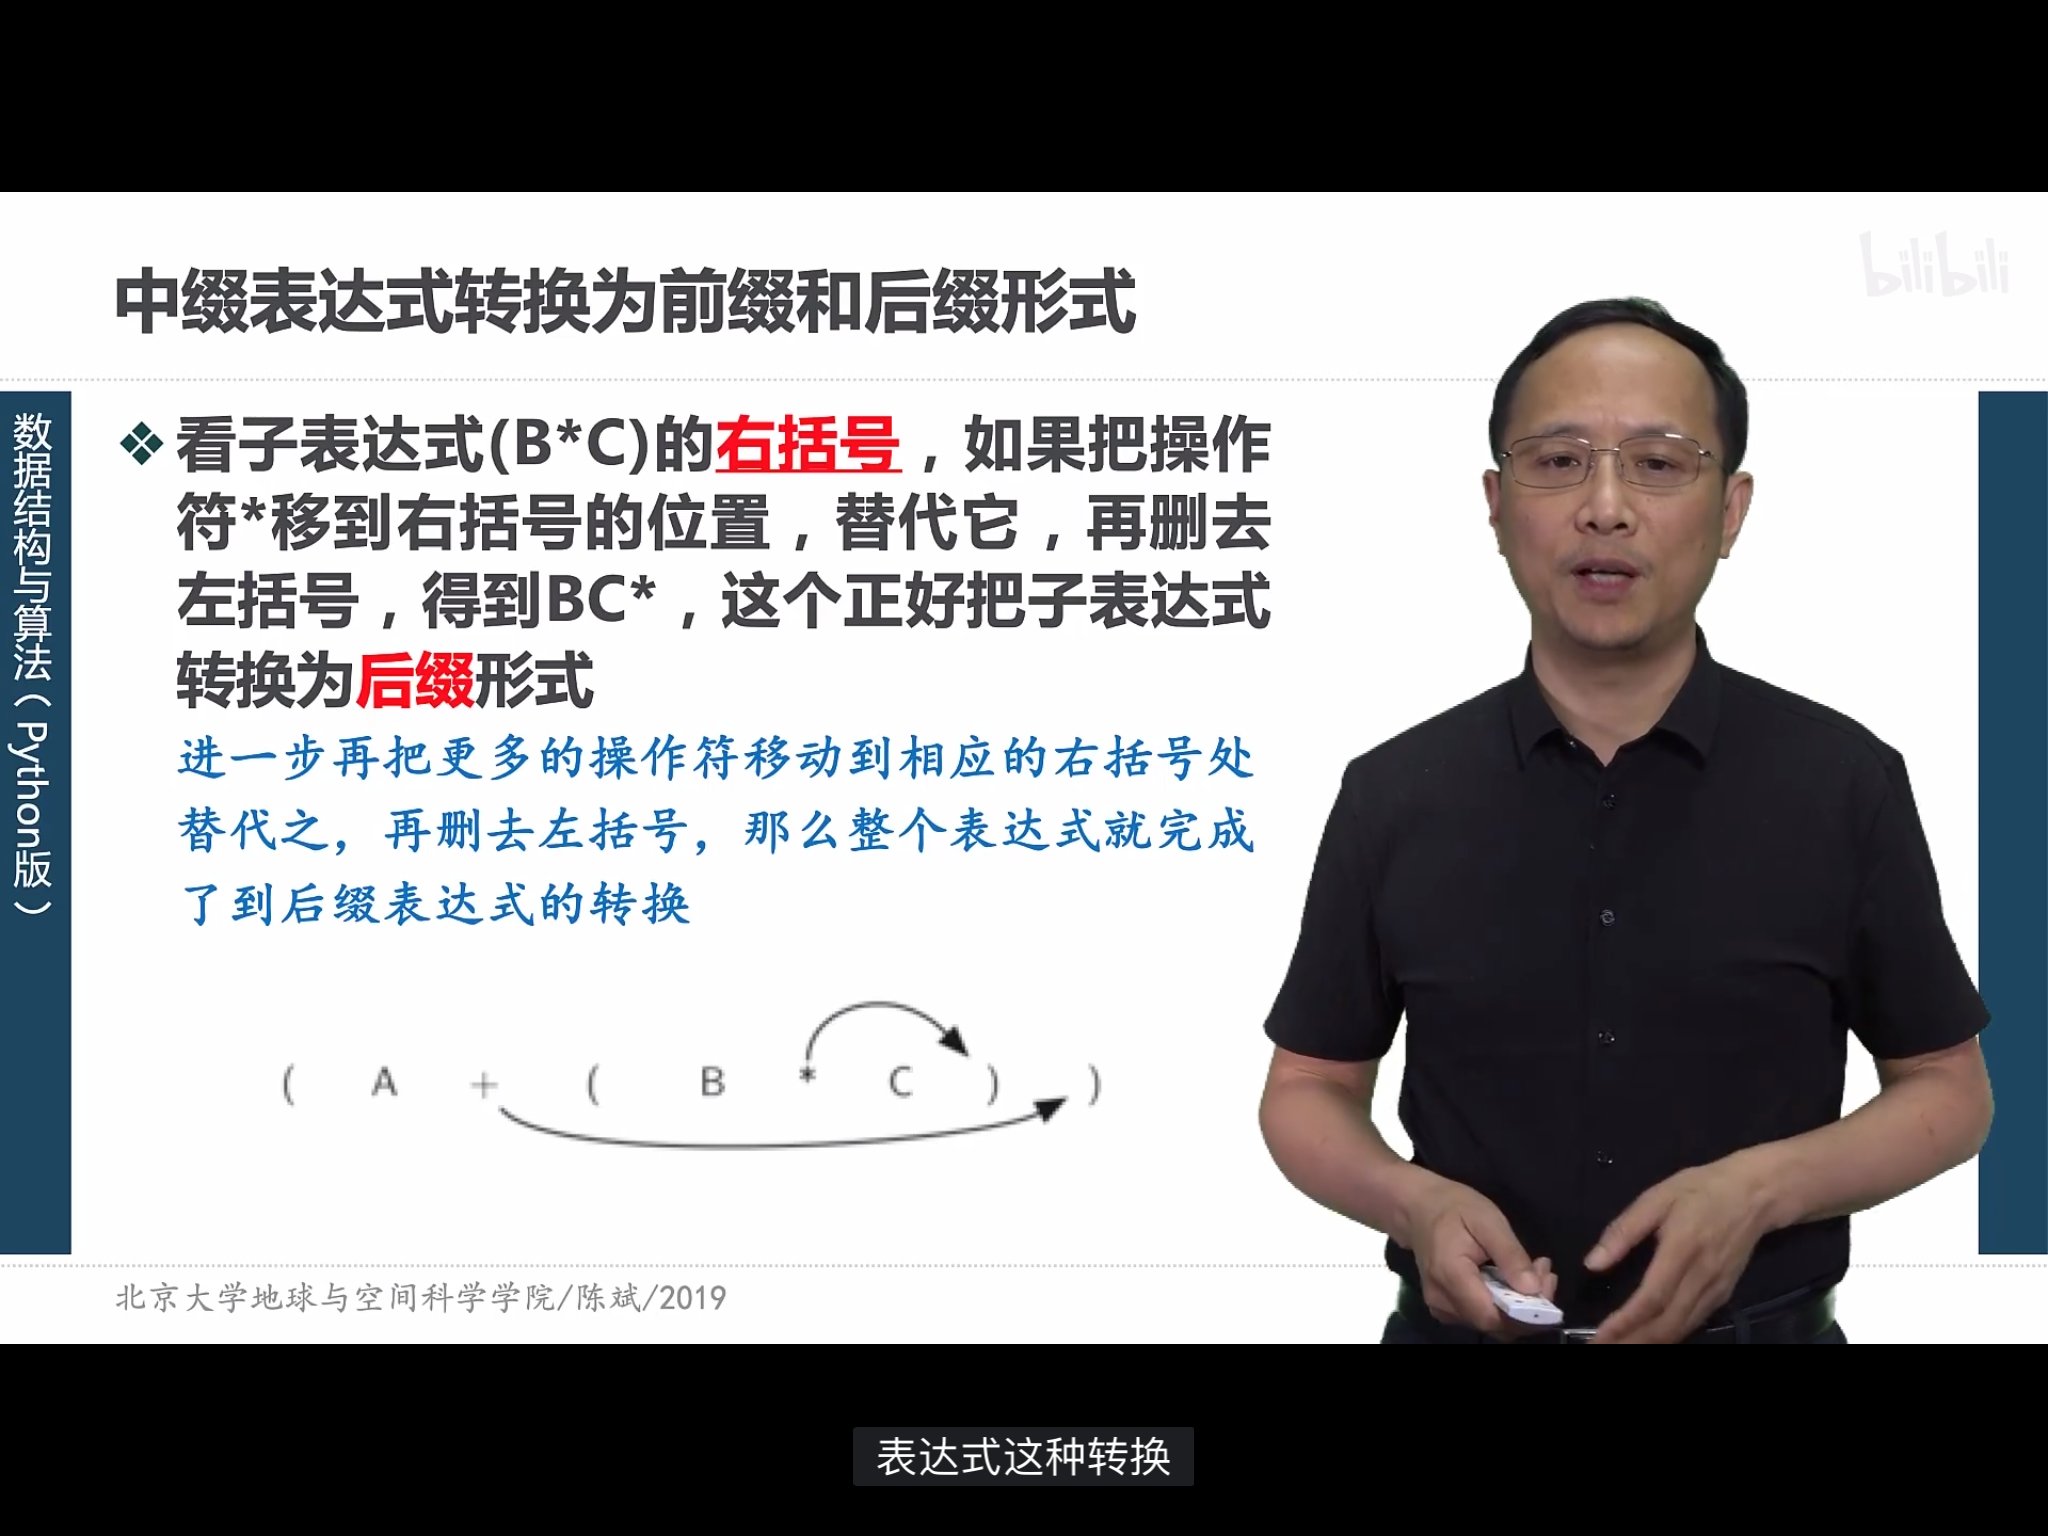 bilibili
中缀表达式转换为前缀和后缀形式
数据结构与算法（Python版）
❖看子表达式(B*C)的右括号，如果把操作
符*移到右括号的位置，替代它，再删去
左括号，得到BC*，这个正好把子表达式
转换为后缀形式
进一步再把更多的操作符移动到相应的右括号处
替代之，再删去左括号，那么整个表达式就完成
了到后缀表达式的转换
( A + ( B * C ) )
北京大学地球与空间科学学院/陈斌/2019
表达式这种转换